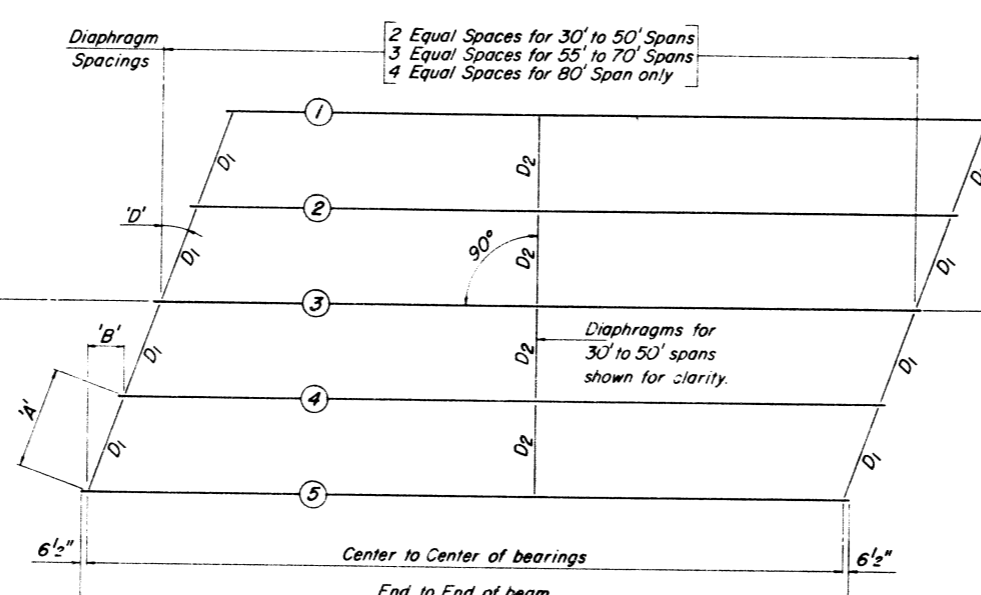 Diaphragm
Spacings
2 Equal Spaces for 30' to 50' Spans
3 Equal Spaces for 55' to 70' Spans
4 Equal Spaces for 80' Span only
1
D1
D2
D1
2
'D'
D1
90°
D2
D1
3
'B'
D1
D2
Diaphragms for
30' to 50' spans
shown for clarity.
D1
4
'A'
D1
D2
D1
5
6½"
Center to Center of bearings
6½"
End to End of beam